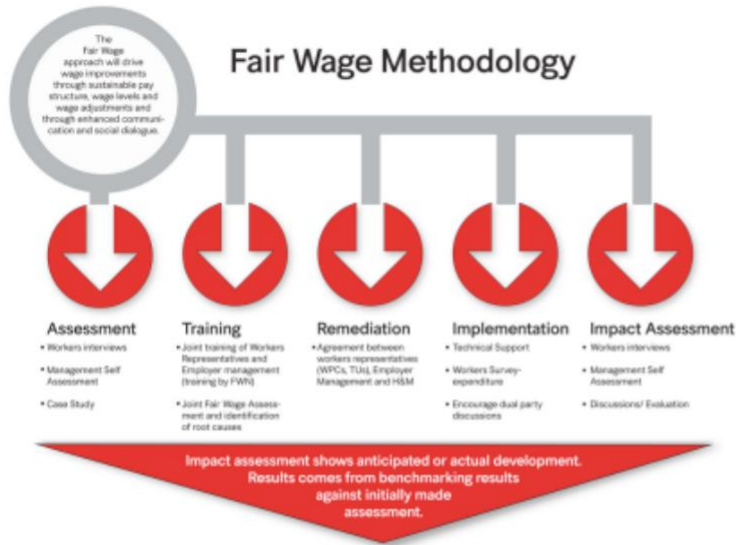 The
Fair Wage
approach will drive
wage improvements
through sustainable pay
structure, wage levels and
wage adjustments and
through enhanced communi-
cation and social dialogue.
Fair Wage Methodology
Assessment
• Workers interviews
• Management Self
Assessment
• Case Study
Training
• Joint training of Workers
Representatives and
Employer management
(training by FWN)
• Joint Fair Wage Assess-
ment and identification
of root causes
Remediation
• Agreement between
workers representatives
(WPCs, TUs), Employer
Management and H&M
Implementation
• Technical Support
• Workers Survey-
expenditure
• Encourage dual party
discussions
Impact Assessment
• Workers interviews
• Management Self
Assessment
• Discussions/ Evaluation
Impact assessment shows anticipated or actual development.
Results comes from benchmarking results
against initially made
assessment.